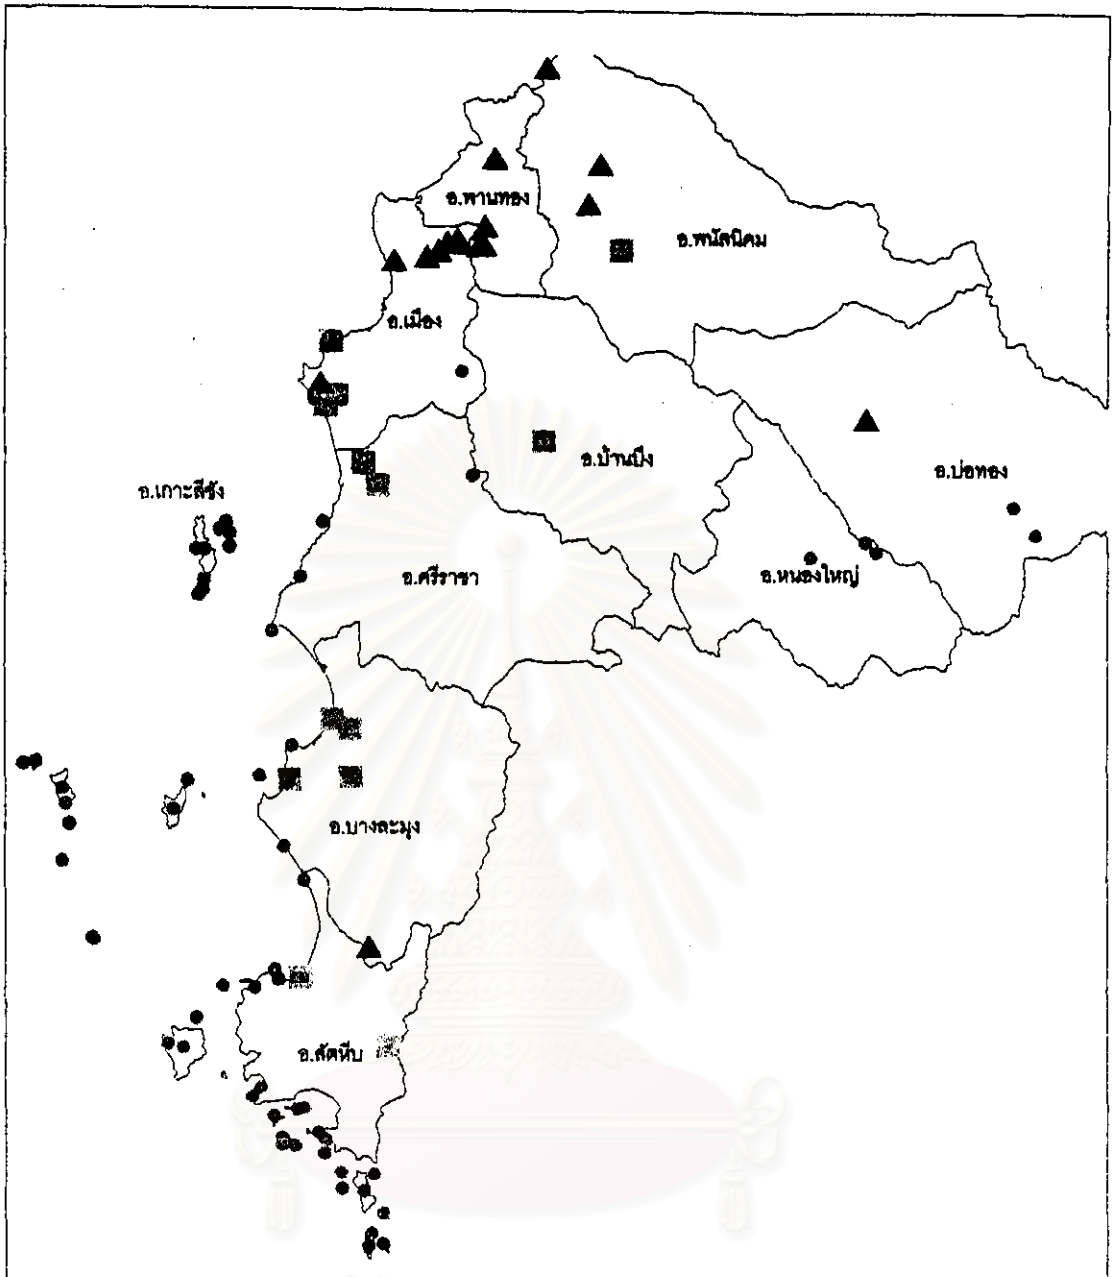 อ.พานทอง
อ.พนัสนิคม
อ.เมือง
อ.บ้านบึง
อ.บ่อทอง
อ.เกาะสีชัง
อ.ศรีราชา
อ.หนองใหญ่
อ.บางละมุง
อ.สัตหีบ